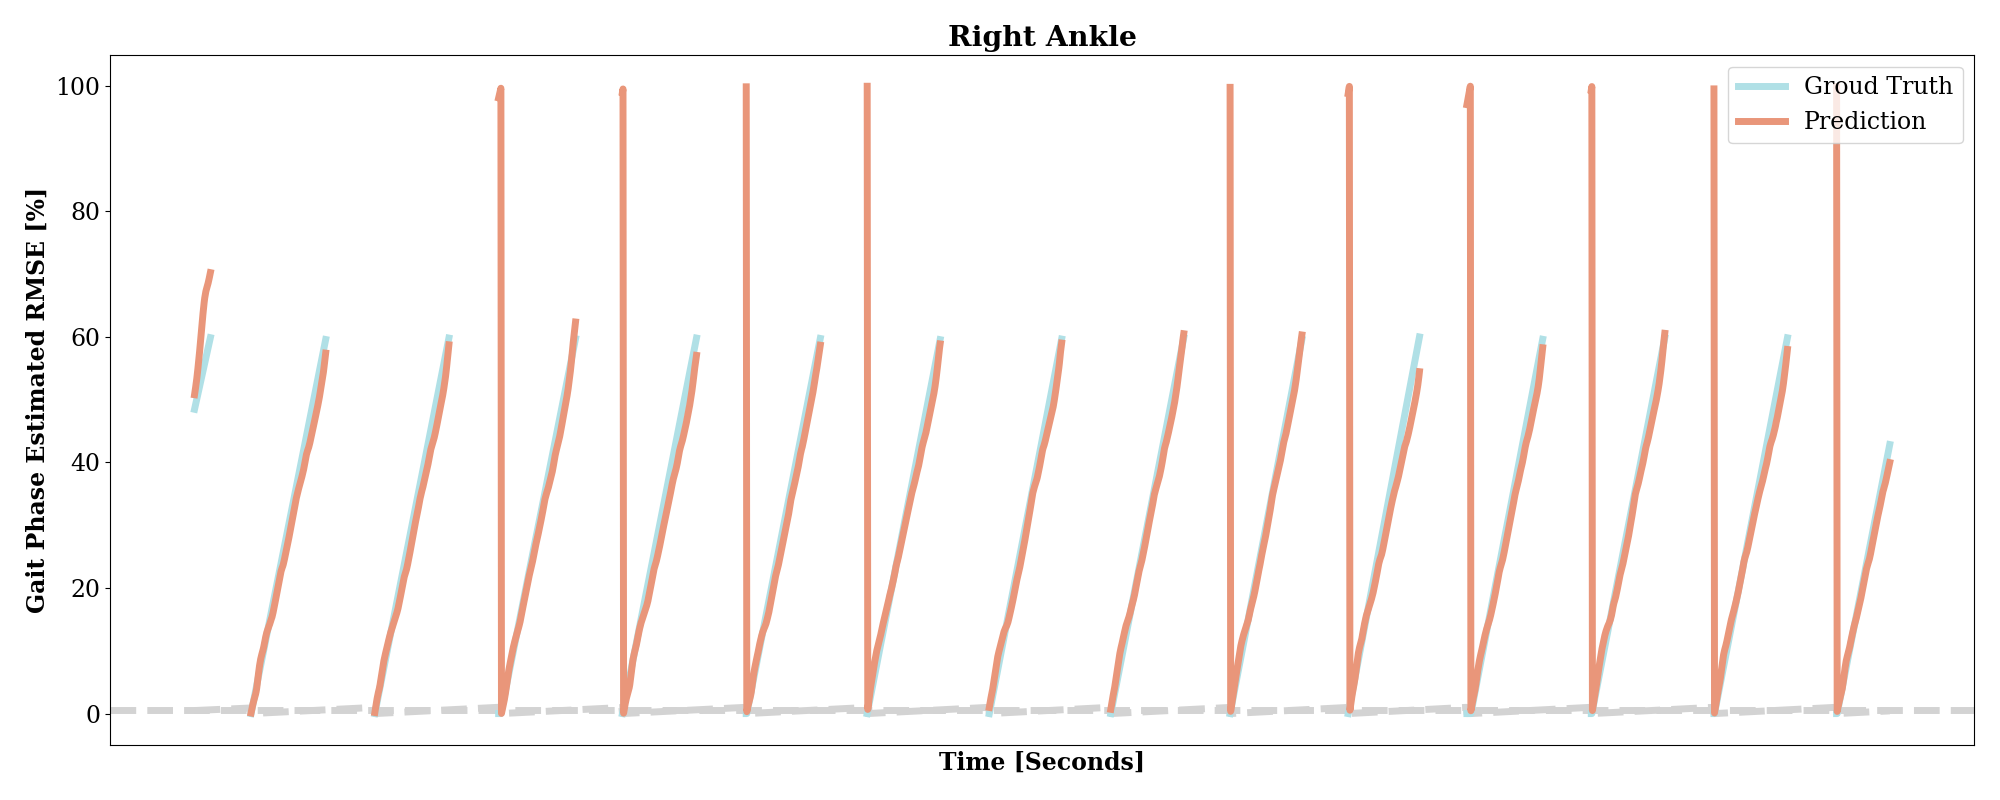 Right Ankle
Gait Phase Estimated RMSE [%]
100
80
60
40
20
0
Groud Truth
Prediction
Time [Seconds]